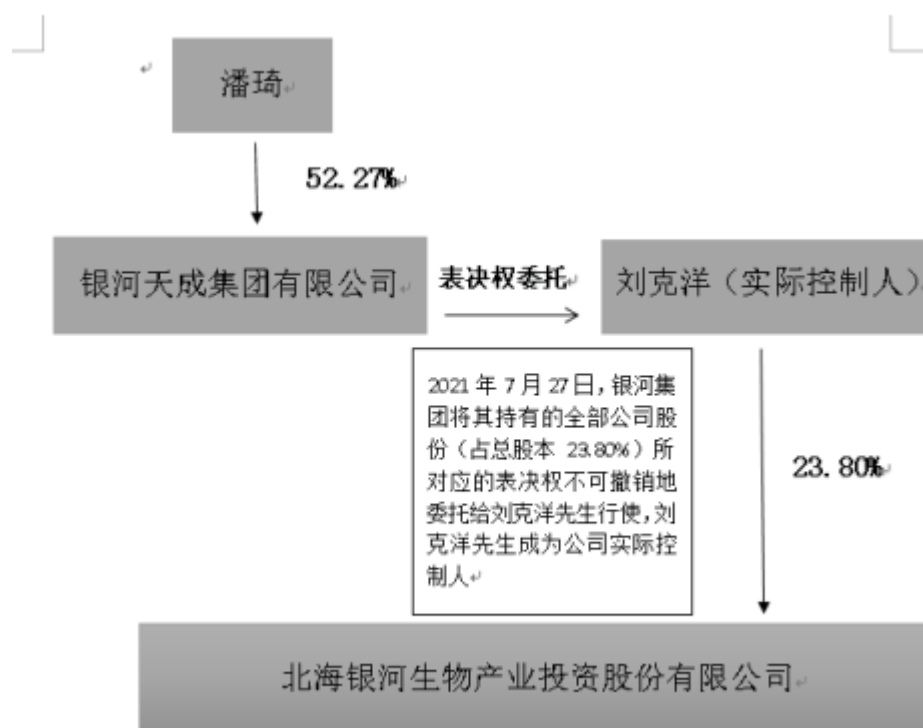 潘琦
52.27%
银河天成集团有限公司
表决权委托
刘克洋（实际控制人）
2021 年 7 月 27 日，银河集
团将其持有的全部公司股
份（占总股本 23.80%）所
对应的表决权不可撤销地
委托给刘克洋先生行使，刘
克洋先生成为公司实际控
制人
23.80%
北海银河生物产业投资股份有限公司